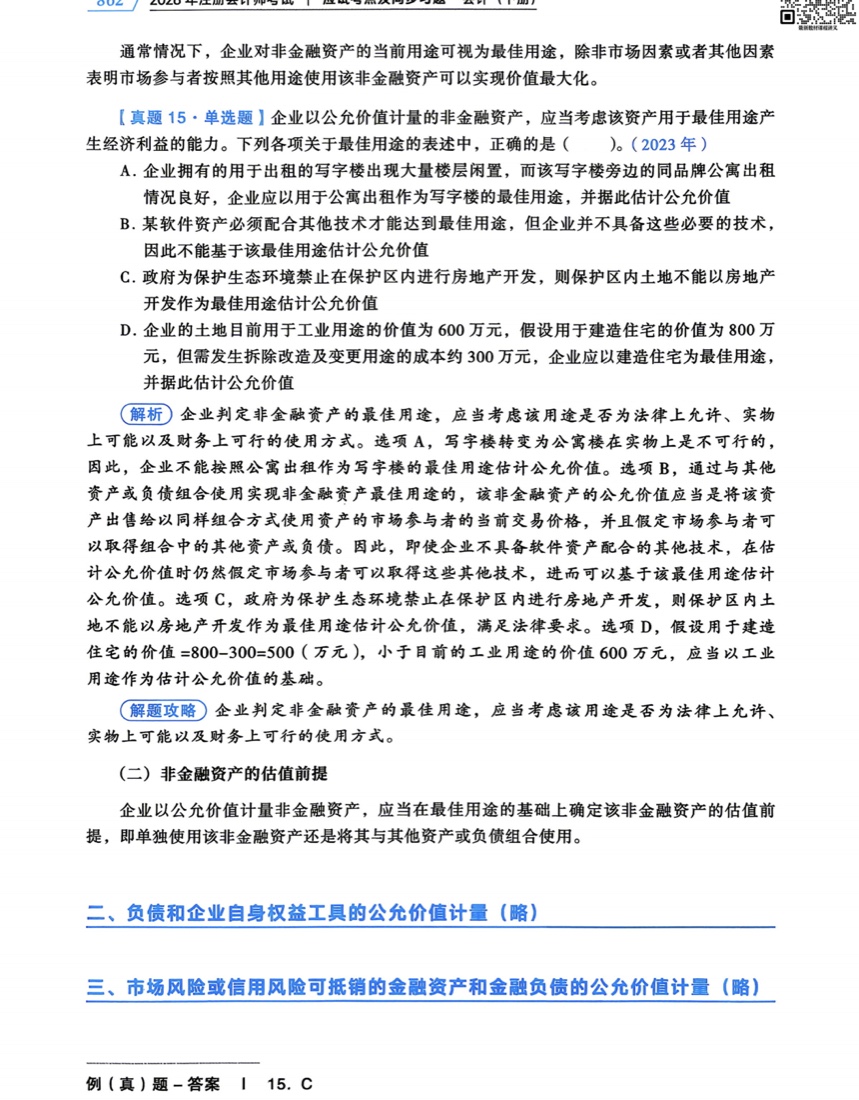 862 / 2026 年注册会计师考试 | 应试考点及同步习题 会计（下册）
通常情况下，企业对非金融资产的当前用途可视为最佳用途，除非市场因素或者其他因素
表明市场参与者按照其他用途使用该非金融资产可以实现价值最大化。
【真题 15·单选题】企业以公允价值计量的非金融资产，应当考虑该资产用于最佳用途产
生经济利益的能力。下列各项关于最佳用途的表述中，正确的是（　　）。（2023 年）
A. 企业拥有的用于出租的写字楼出现大量楼层闲置，而该写字楼旁边的同品牌公寓出租
情况良好，企业应以用于公寓出租作为写字楼的最佳用途，并据此估计公允价值
B. 某软件资产必须配合其他技术才能达到最佳用途，但企业并不具备这些必要的技术，
因此不能基于该最佳用途估计公允价值
C. 政府为保护生态环境禁止在保护区内进行房地产开发，则保护区内土地不能以房地产
开发作为最佳用途估计公允价值
D. 企业的土地目前用于工业用途的价值为 600 万元，假设用于建造住宅的价值为 800 万
元，但需发生拆除改造及变更用途的成本约 300 万元，企业应以建造住宅为最佳用途，
并据此估计公允价值
解析 企业判定非金融资产的最佳用途，应当考虑该用途是否为法律上允许、实物
上可能以及财务上可行的使用方式。选项 A，写字楼转变为公寓楼在实物上是不可行的，
因此，企业不能按照公寓出租作为写字楼的最佳用途估计公允价值。选项 B，通过与其他
资产或负债组合使用实现非金融资产最佳用途的，该非金融资产的公允价值应当是将该资
产出售给以同样组合方式使用资产的市场参与者的当前交易价格，并且假定市场参与者可
以取得组合中的其他资产或负债。因此，即使企业不具备软件资产配合的其他技术，在估
计公允价值时仍然假定市场参与者可以取得这些其他技术，进而可以基于该最佳用途估计
公允价值。选项 C，政府为保护生态环境禁止在保护区内进行房地产开发，则保护区内土
地不能以房地产开发作为最佳用途估计公允价值，满足法律要求。选项 D，假设用于建造
住宅的价值 =800-300=500（万元），小于目前的工业用途的价值 600 万元，应当以工业
用途作为估计公允价值的基础。
解题攻略 企业判定非金融资产的最佳用途，应当考虑该用途是否为法律上允许、
实物上可能以及财务上可行的使用方式。
（二）非金融资产的估值前提
企业以公允价值计量非金融资产，应当在最佳用途的基础上确定该非金融资产的估值前
提，即单独使用该非金融资产还是将其与其他资产或负债组合使用。
二、负债和企业自身权益工具的公允价值计量（略）
三、市场风险或信用风险可抵销的金融资产和金融负债的公允价值计量（略）
例（真）题－答案 | 15. C